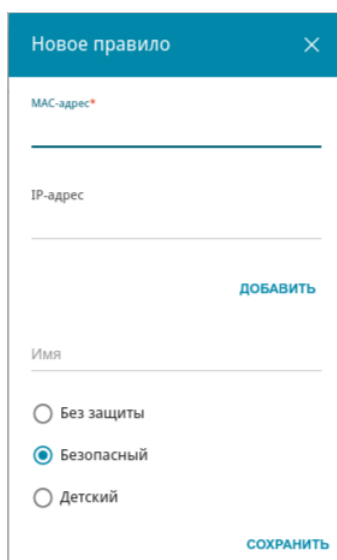 Новое правило
MAC-адрес*
IP-адрес
ДОБАВИТЬ
Имя
Без защиты
Безопасный
Детский
СОХРАНИТЬ